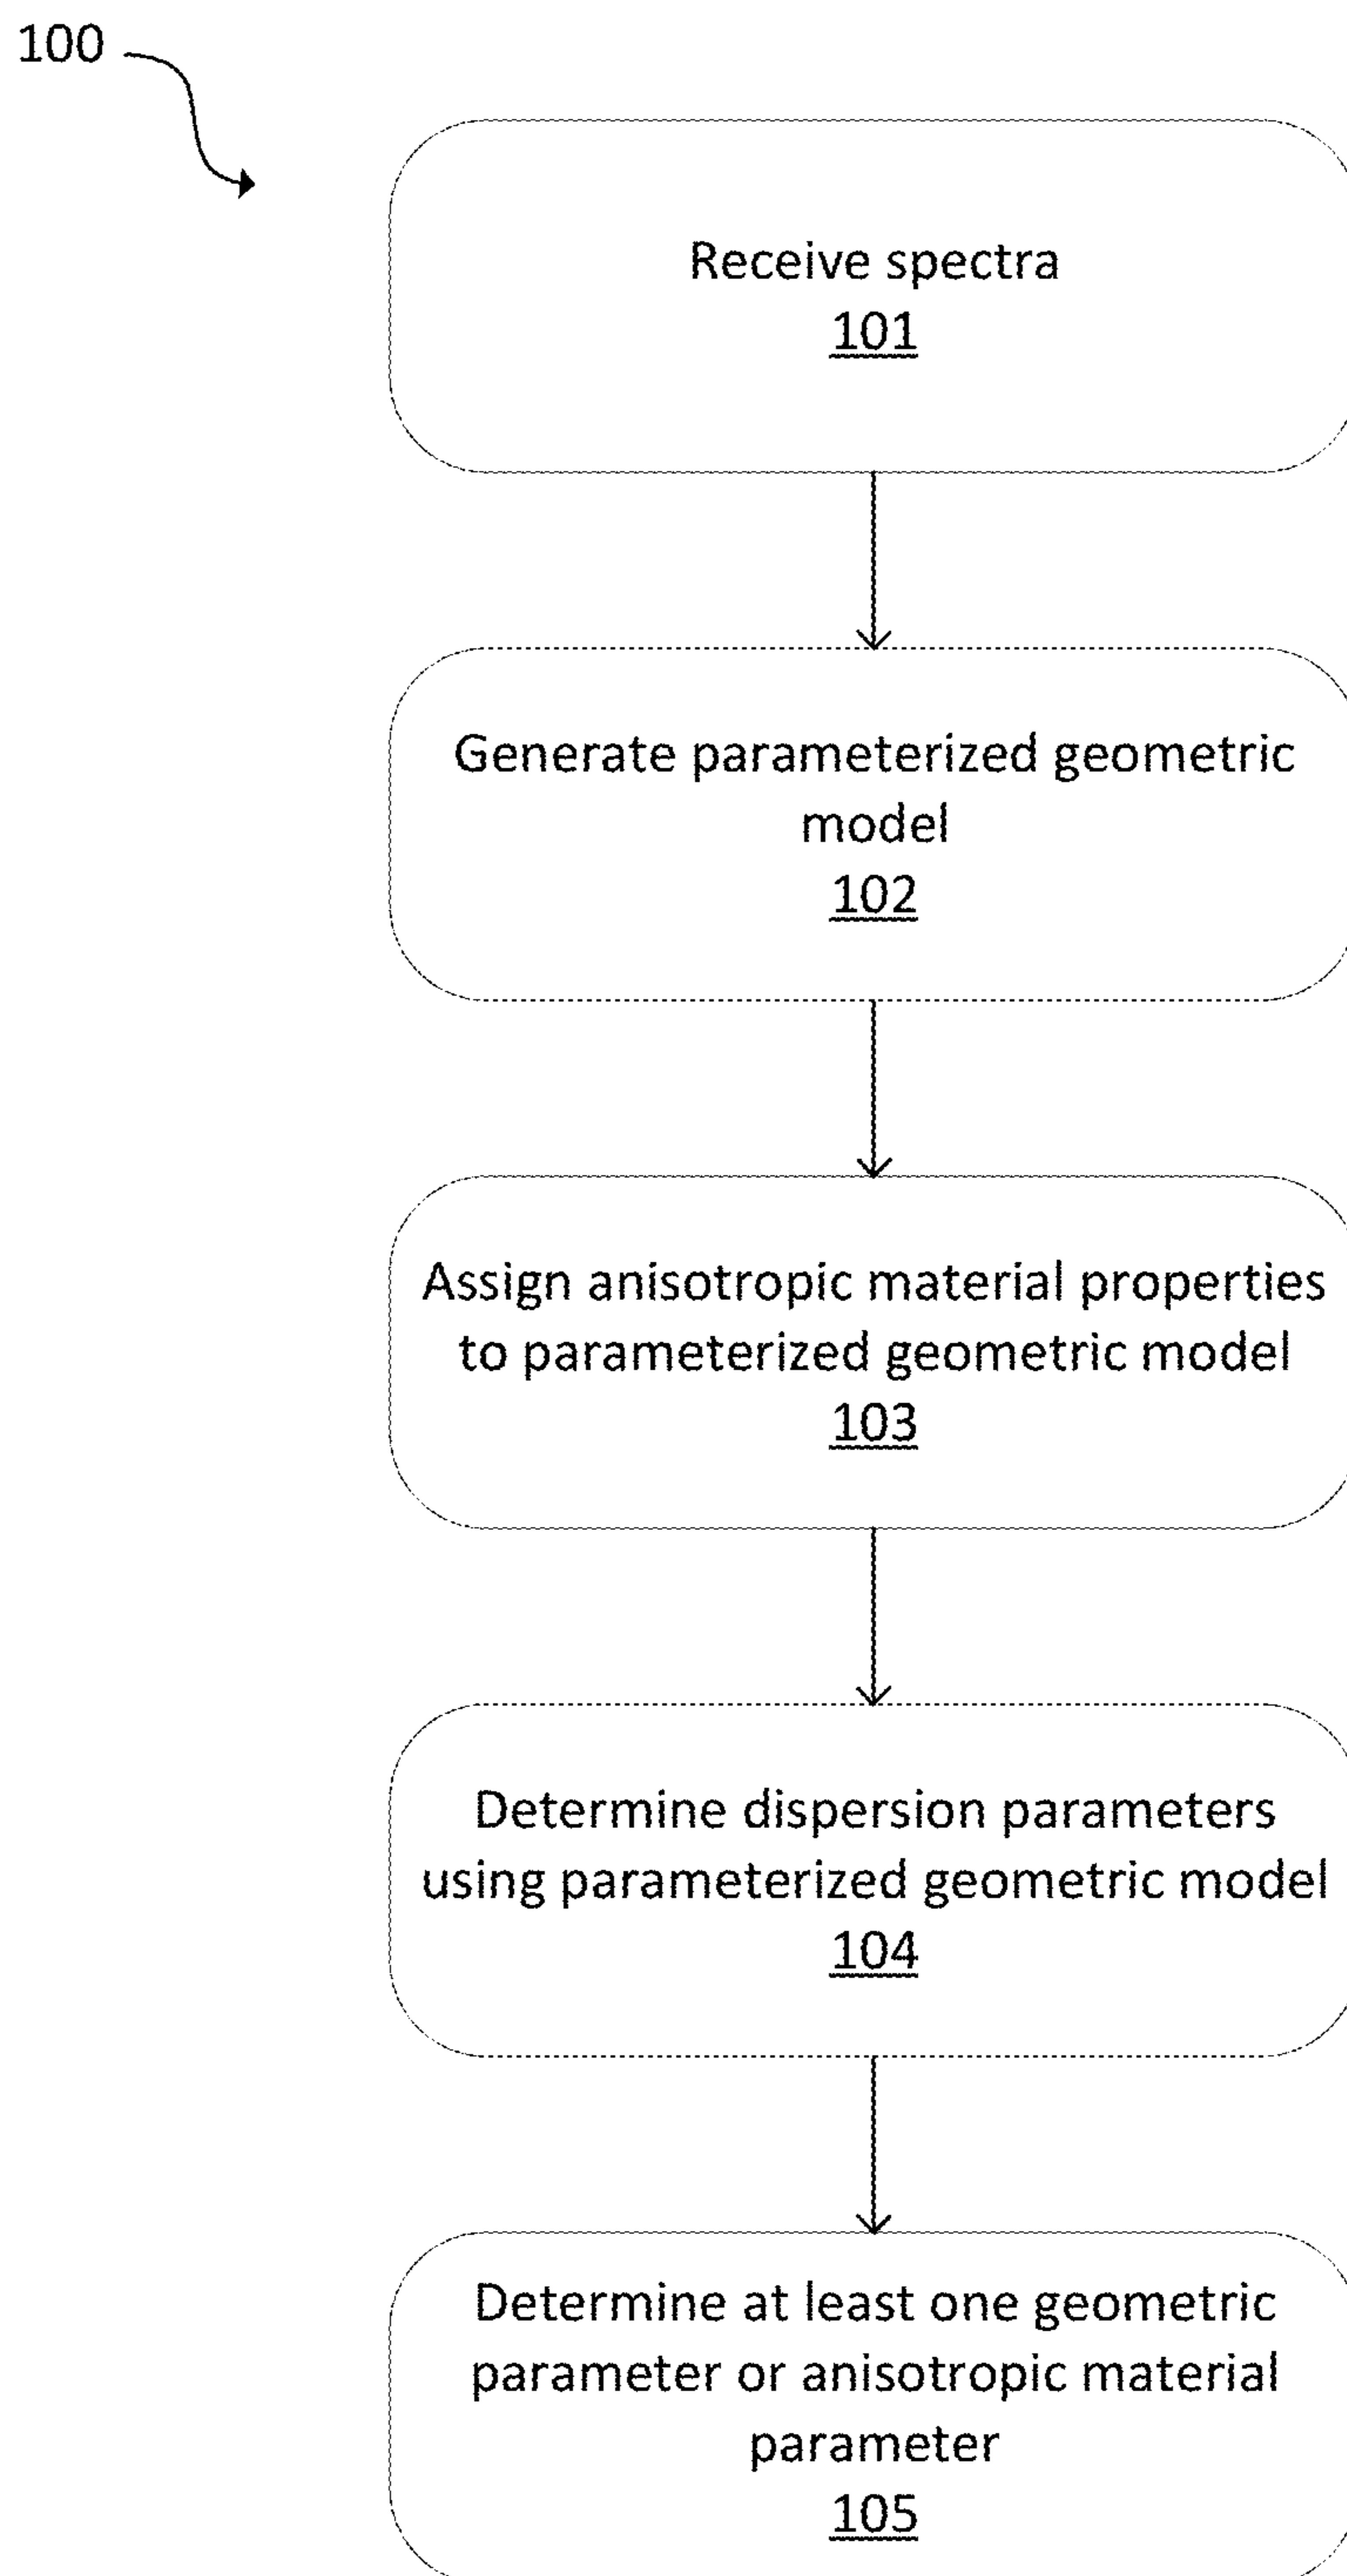 100
Receive spectra
101
Generate parameterized geometric
model
102
Assign anisotropic material properties
to parameterized geometric model
103
Determine dispersion parameters
using parameterized geometric model
104
Determine at least one geometric
parameter or anisotropic material
parameter
105